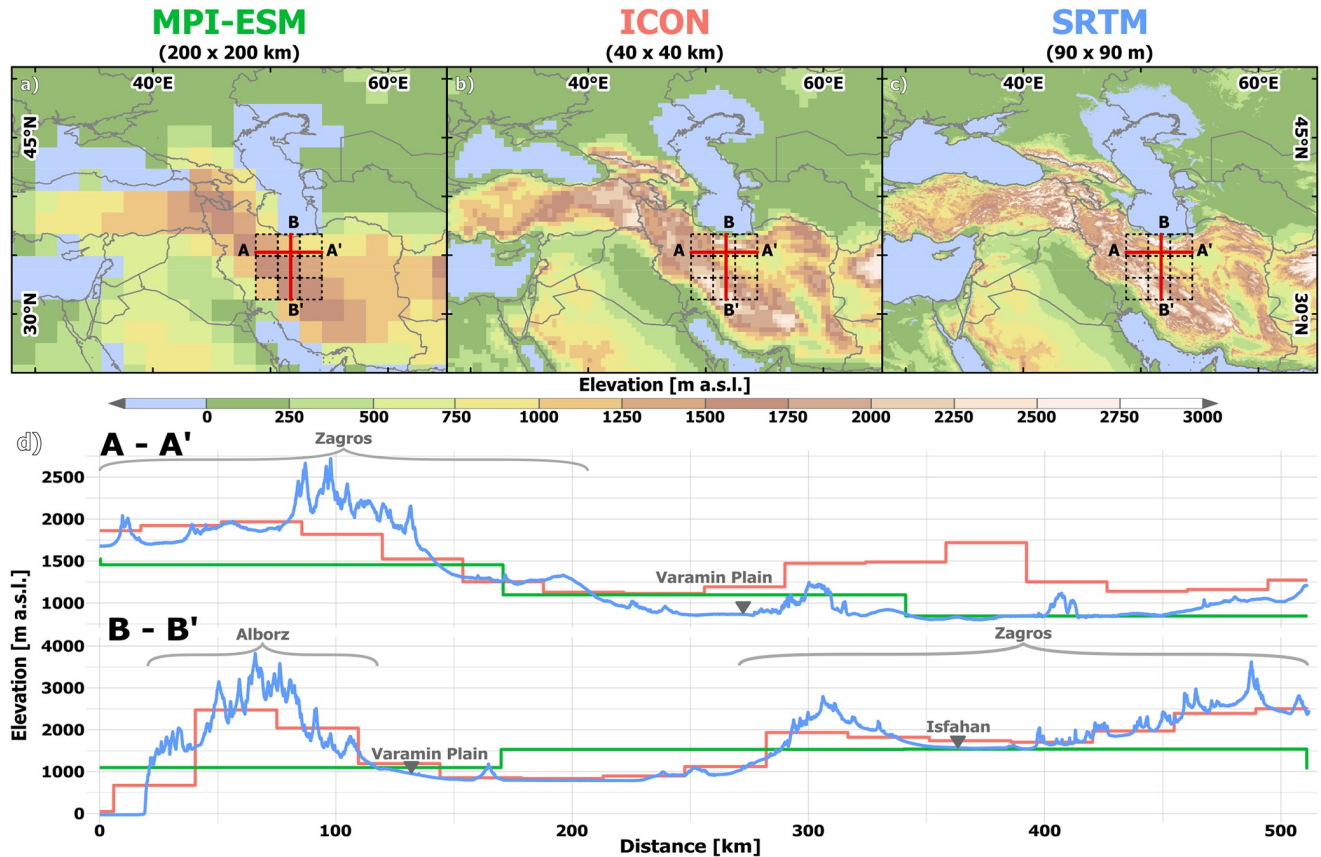 MPI-ESM
(200 x 200 km)
ICON
(40 x 40 km)
SRTM
(90 x 90 m)
a)
40°E
60°E
45°N
30°N
A
A'
B
B'
b)
40°E
60°E
A
A'
B
B'
c)
40°E
60°E
45°N
30°N
A
A'
B
B'
Elevation [m a.s.l.]
0 250 500 750 1000 1250 1500 1750 2000 2250 2500 2750 3000
d)
A - A'
Zagros
2500
2000
1500
1000
Varamin Plain
Elevation [m a.s.l.]
B - B'
Alborz
Zagros
4000
3000
2000
1000
0
Varamin Plain
Isfahan
0 100 200 300 400 500
Distance [km]